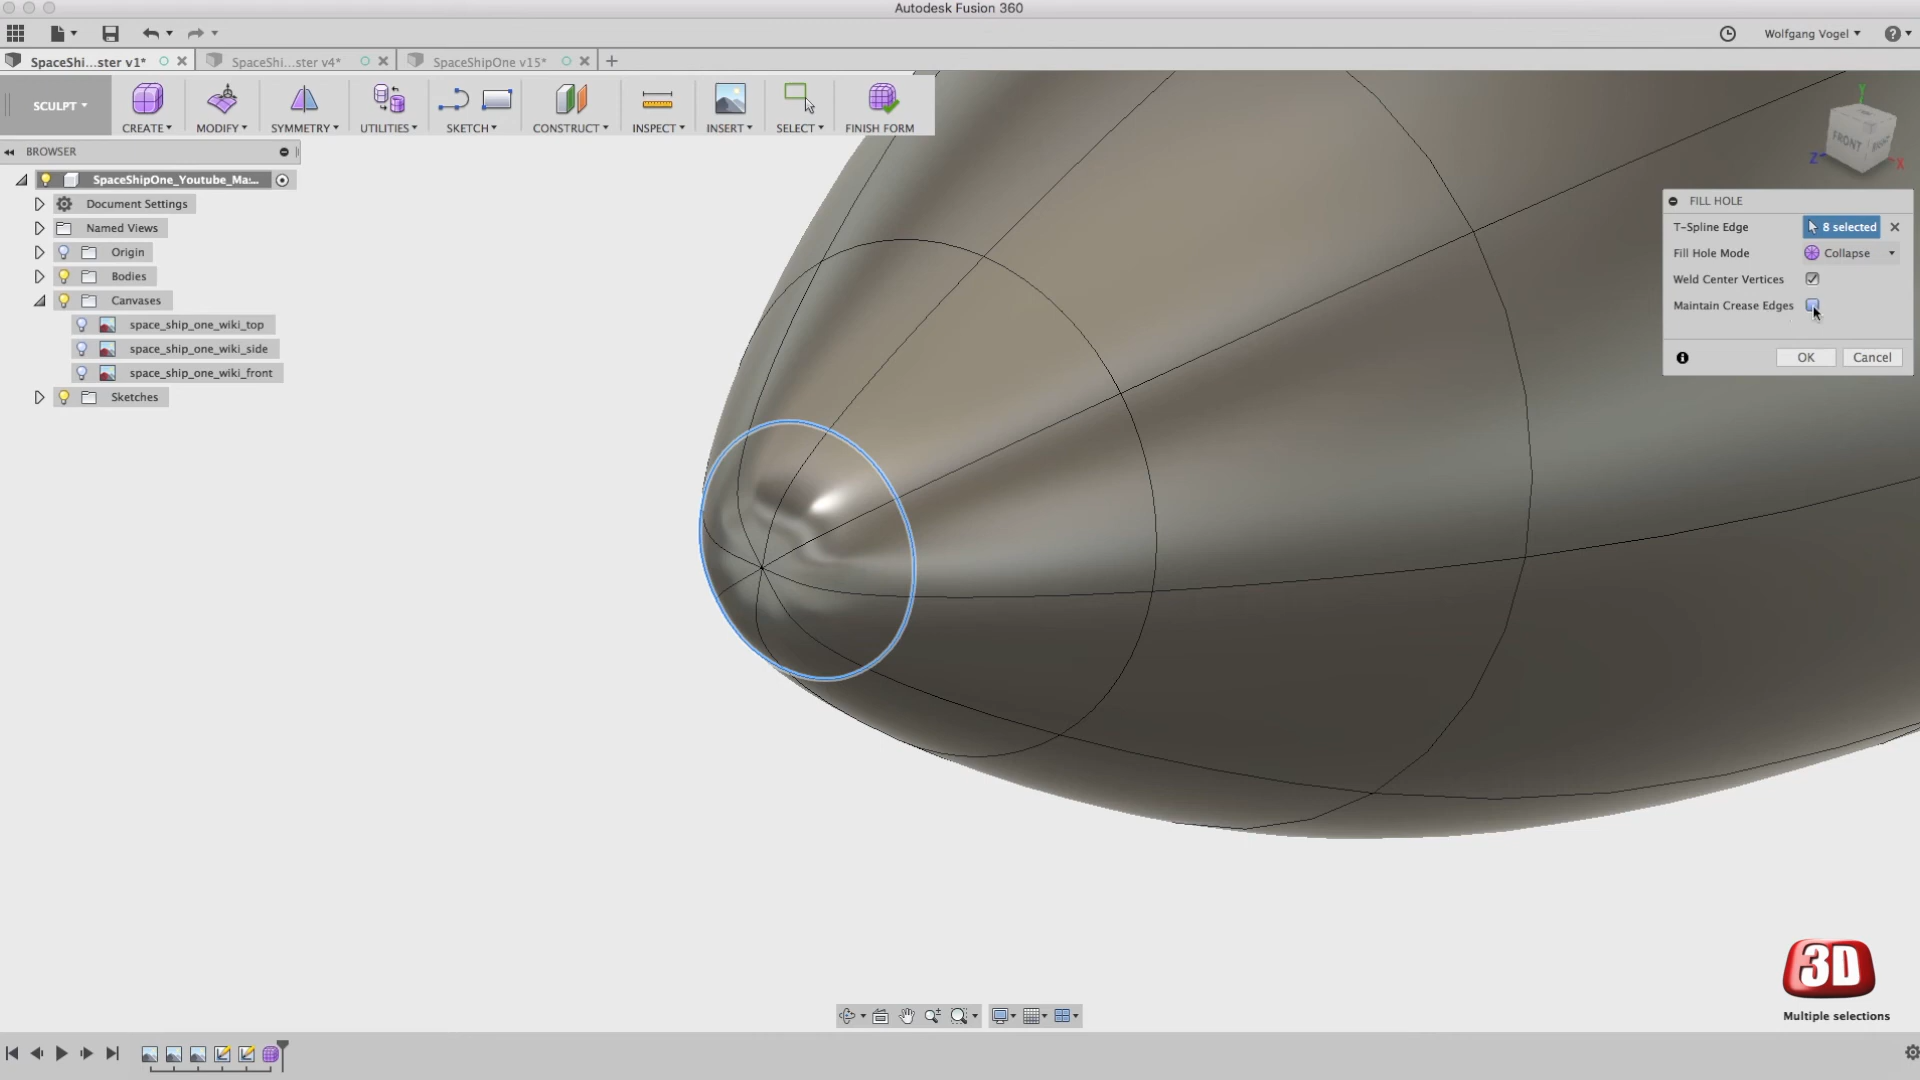 Autodesk Fusion 360
Wolfgang Vogel
SpaceShi...ster v1*
SpaceShi...ster v4*
SpaceShipOne v15*
SCULPT
CREATE
MODIFY
SYMMETRY
UTILITIES
SKETCH
CONSTRUCT
INSPECT
INSERT
SELECT
FINISH FORM
BROWSER
SpaceShipOne_Youtube_Ma...
Document Settings
Named Views
Origin
Bodies
Canvases
space_ship_one_wiki_top
space_ship_one_wiki_side
space_ship_one_wiki_front
Sketches
Y
FRONT
Z
X
FILL HOLE
T-Spline Edge
8 selected
Fill Hole Mode
Collapse
Weld Center Vertices
Maintain Crease Edges
OK
Cancel
3D
Multiple selections